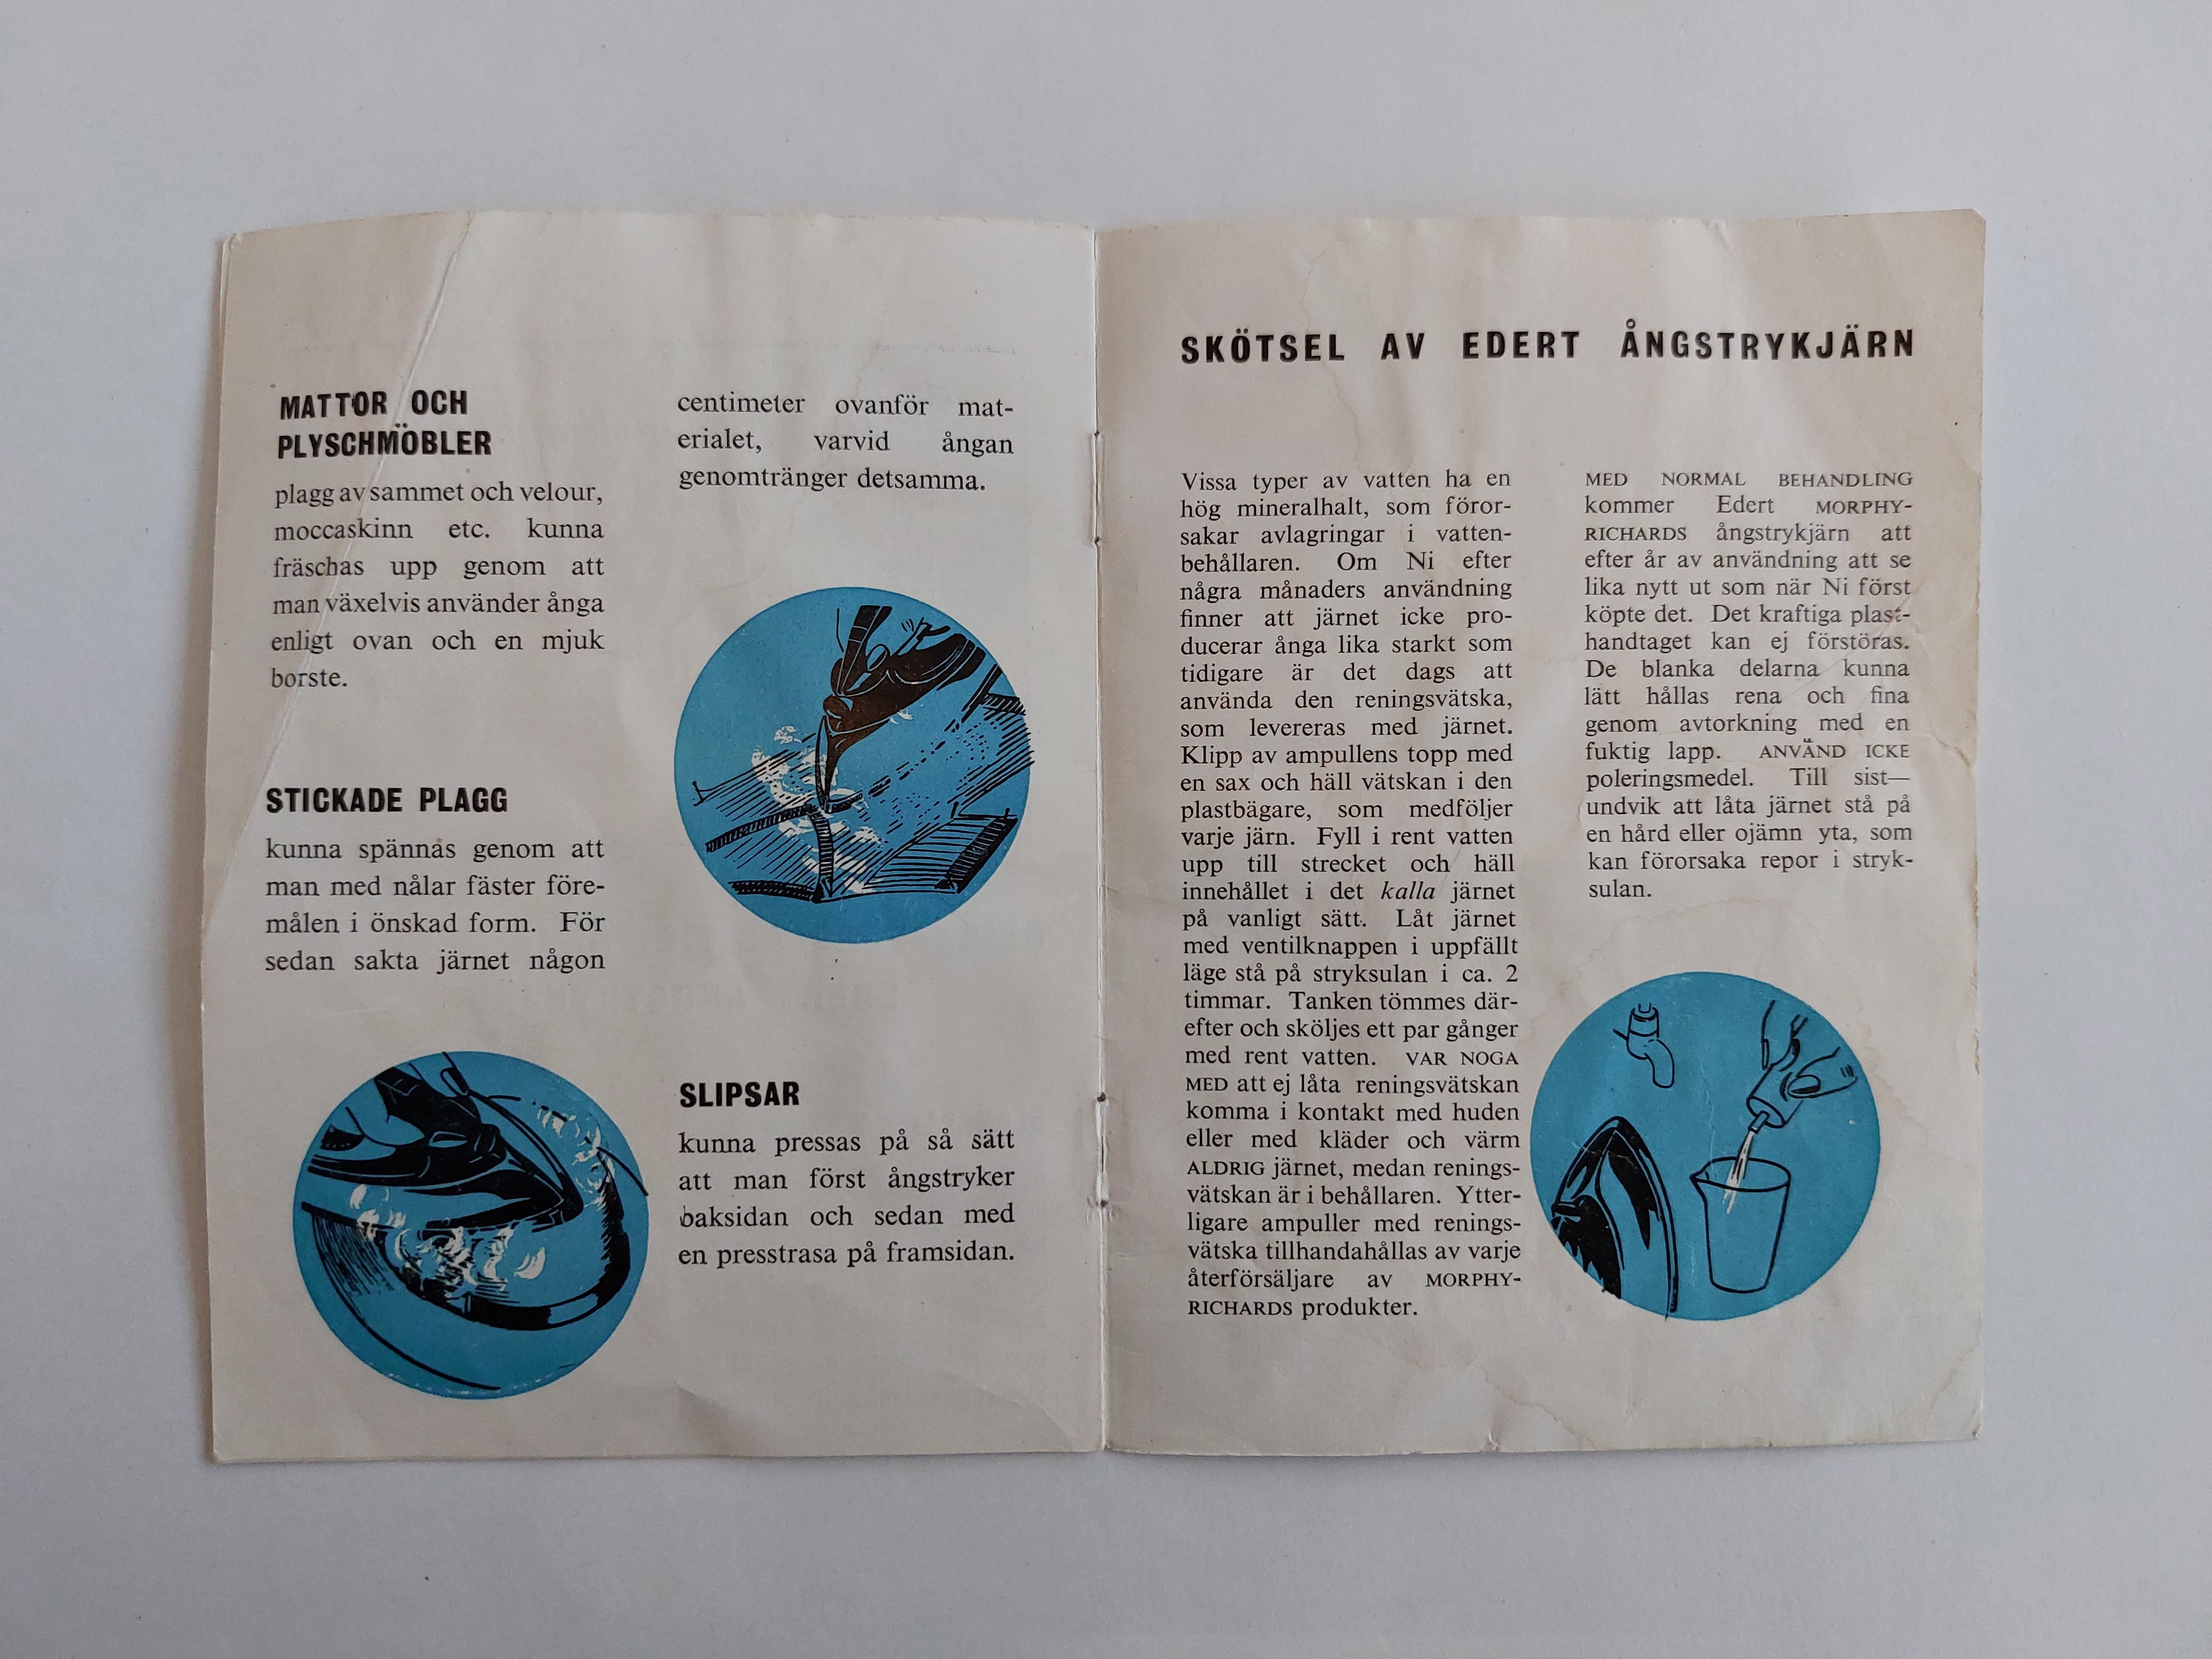 MATTOR OCH
PLYSCHMÖBLER
plagg av sammet och velour,
moccaskinn etc. kunna
fräschas upp genom att
man växelvis använder ånga
enligt ovan och en mjuk
borste.
STICKADE PLAGG
kunna spännas genom att
man med nålar fäster före-
målen i önskad form. För
sedan sakta järnet någon
centimeter ovanför mat-
erialet, varvid ångan
genomtränger detsamma.
SLIPSAR
kunna pressas på så sätt
att man först ångstryker
baksidan och sedan med
en presstrasa på framsidan.
SKÖTSEL AV EDERT ÅNGSTRYKJÄRN
Vissa typer av vatten ha en
hög mineralhalt, som föror-
sakar avlagringar i vatten-
behållaren. Om Ni efter
några månaders användning
finner att järnet icke pro-
ducerar ånga lika starkt som
tidigare är det dags att
använda den reningsvätska,
som levereras med järnet.
Klipp av ampullens topp med
en sax och häll vätskan i den
plastbägare, som medföljer
varje järn. Fyll i rent vatten
upp till strecket och häll
innehållet i det kalla järnet
på vanligt sätt. Låt järnet
med ventilknappen i uppfällt
läge stå på stryksulan i ca. 2
timmar. Tanken tömmes där-
efter och sköljes ett par gånger
med rent vatten. VAR NOGA
MED att ej låta reningsvätskan
komma i kontakt med huden
eller med kläder och värm
ALDRIG järnet, medan renings-
vätskan är i behållaren. Ytter-
ligare ampuller med renings-
vätska tillhandahållas av varje
återförsäljare av MORPHY-
RICHARDS produkter.
MED NORMAL BEHANDLING
kommer Edert MORPHY-
RICHARDS ångstrykjärn att
efter år av användning att se
lika nytt ut som när Ni först
köpte det. Det kraftiga plast-
handtaget kan ej förstöras.
De blanka delarna kunna
lätt hållas rena och fina
genom avtorkning med en
fuktig lapp. ANVÄND ICKE
poleringsmedel. Till sist—
undvik att låta järnet stå på
en hård eller ojämn yta, som
kan förorsaka repor i stryk-
sulan.